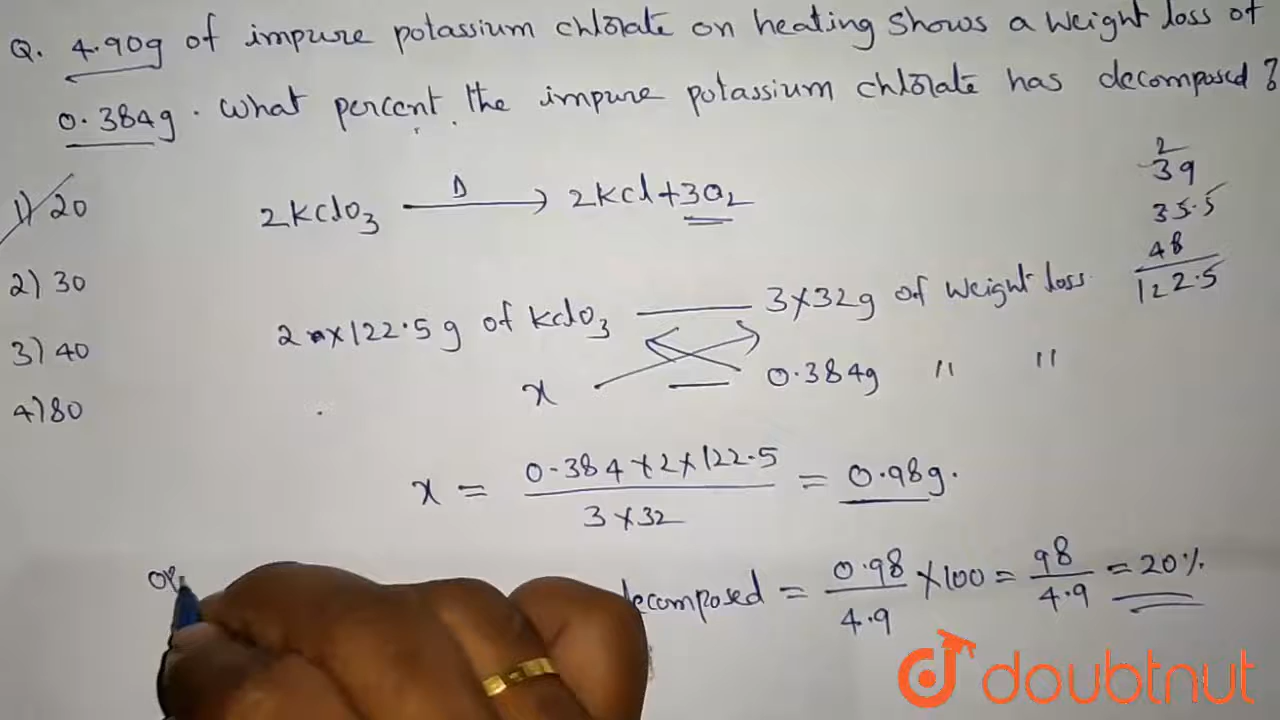 Q. 4.90g of impure potassium chlorate on heating shows a weight loss of
0.384g. What percent the impure potassium chlorate has decomposed?
1) 20
2) 30
3) 40
4) 80
2KClO3 Δ → 2KCl + 3O2
2
39
35.5
48
122.5
2 × 122.5 g of KClO3 — 3×32g of weight loss.
x — 0.384g " "
x = 0.384 × 2 × 122.5 / 3×32 = 0.98g.
decomposed = 0.98 / 4.9 × 100 = 98 / 4.9 = 20%
doubtnut